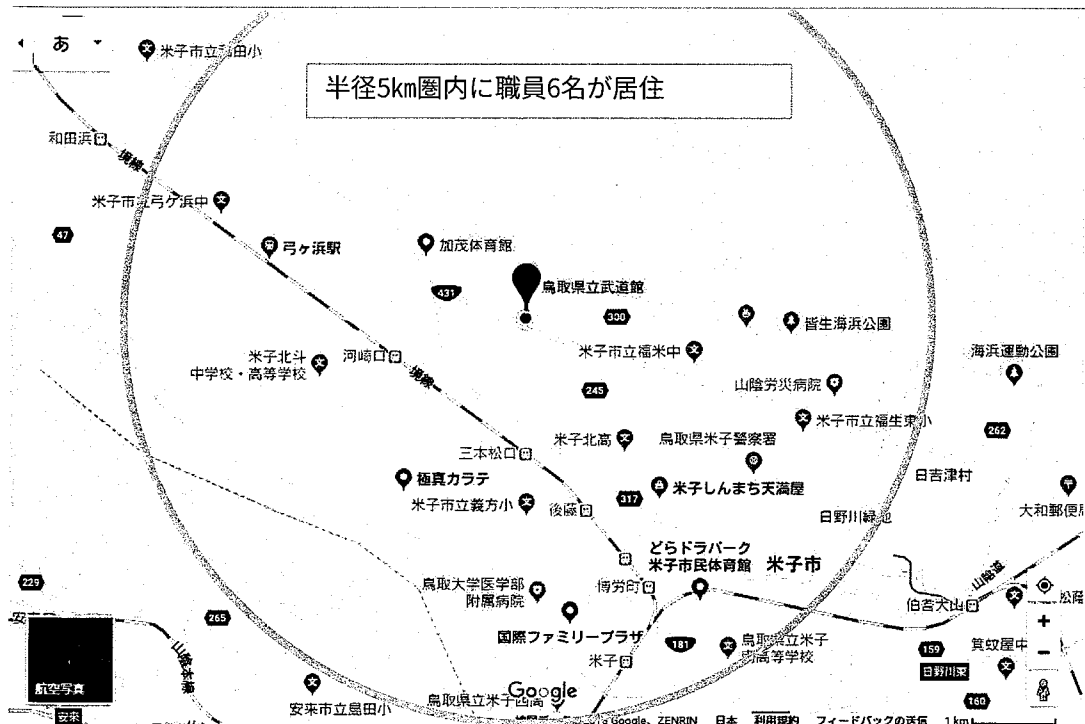 あ
米子市立和田小
半径5km圏内に職員6名が居住
和田浜
境線
米子市立弓ケ浜中
47
弓ヶ浜駅
加茂体育館
431
鳥取県立武道館
300
皆生海浜公園
米子市立福米中
海浜運動公園
米子北斗
中学校・高等学校
河崎口
境線
245
山陰労災病院
米子市立福生東小
262
三本松口
米子北高
鳥取県米子警察署
極真カラテ
米子市立義方小
後藤
317
米子しんまち天満屋
日吉津村
日野川緑地
大和郵便局
どらドラパーク
米子市民体育館
米子市
229
鳥取大学医学部
附属病院
博労町
山陰道
伯耆大山
265
国際ファミリープラザ
181
鳥取県立米子
南高等学校
159
箕蚊屋中
日野川東
山陰本線
米子
航空写真
安来
安来市立島田小
鳥取県立米子西高
Google
160
Google、ZENRIN
日本
利用規約
フィードバックの送信
1 km